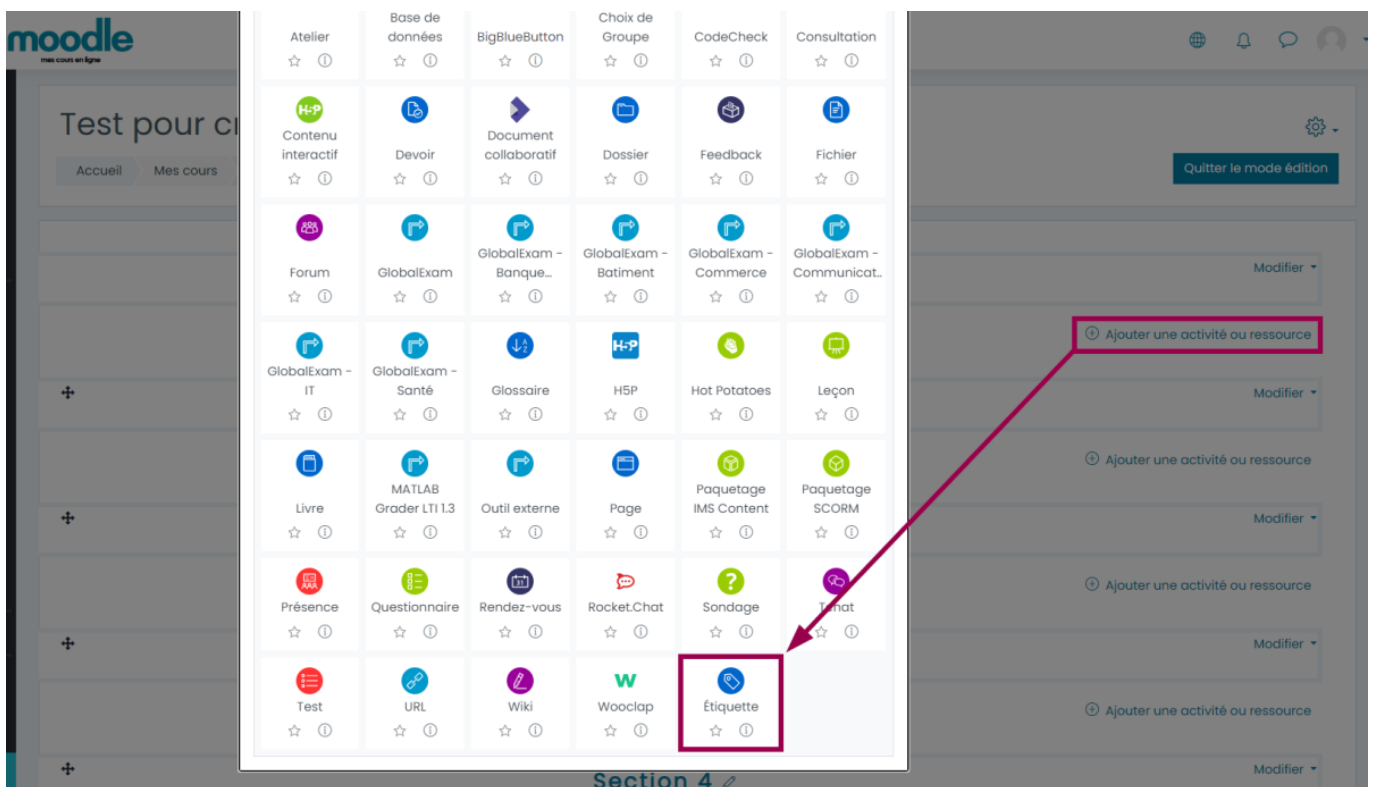 moodle
mes cours en ligne
Test pour cr
Accueil
Mes cours
Quitter le mode édition
Atelier
Base de
données
BigBlueButton
Choix de
Groupe
CodeCheck
Consultation
H5P
Contenu
interactif
Devoir
Document
collaboratif
Dossier
Feedback
Fichier
Forum
GlobalExam
GlobalExam -
Banque...
GlobalExam -
Batiment
GlobalExam -
Commerce
GlobalExam -
Communicat..
GlobalExam -
IT
GlobalExam -
Santé
Glossaire
H5P
H5P
Hot Potatoes
Leçon
Livre
MATLAB
Grader LTI 1.3
Outil externe
Page
Paquetage
IMS Content
Paquetage
SCORM
Présence
Questionnaire
31
Rendez-vous
Rocket.Chat
?
Sondage
Tchat
Test
URL
Wiki
W
Wooclap
Étiquette
Modifier
Ajouter une activité ou ressource
Modifier
Ajouter une activité ou ressource
Modifier
Ajouter une activité ou ressource
Modifier
Ajouter une activité ou ressource
Section 4
Modifier